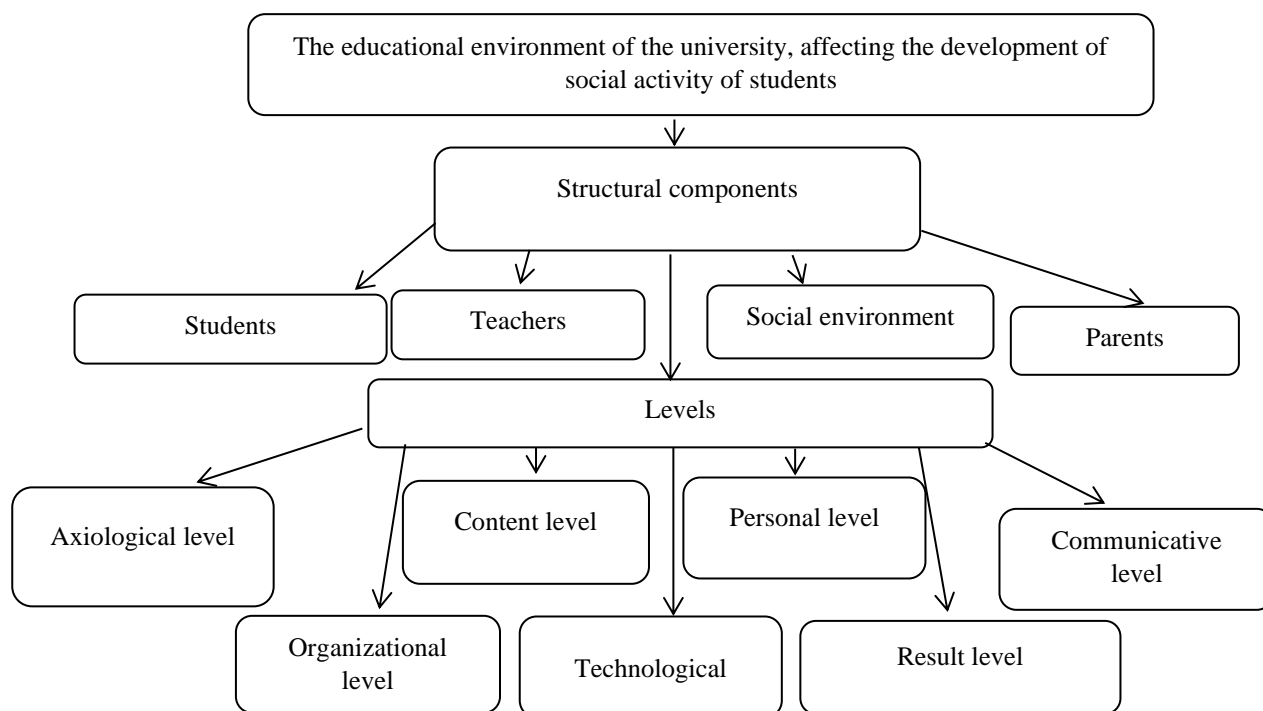 The educational environment of the university, affecting the development of
social activity of students
Structural components
Students
Teachers
Social environment
Parents
Levels
Axiological level
Content level
Personal level
Communicative
level
Organizational
level
Technological
Result level